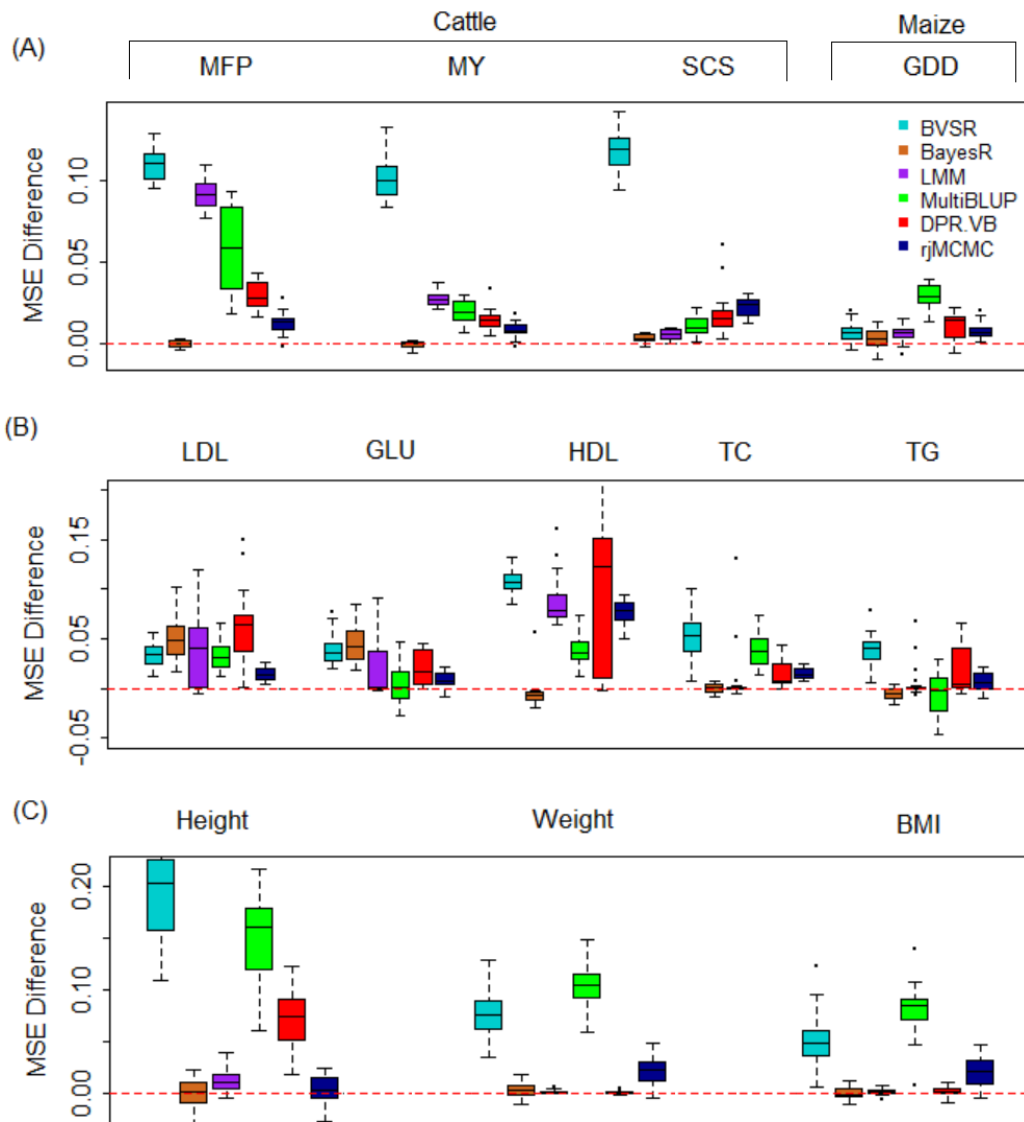 Cattle
Maize
(A)
MFP
MY
SCS
GDD
BVSR
BayesR
LMM
MultiBLUP
DPR.VB
rjMCMC
MSE Difference
0.10
0.05
0.00
(B)
LDL
GLU
HDL
TC
TG
MSE Difference
0.15
0.05
-0.05
(C)
Height
Weight
BMI
MSE Difference
0.20
0.10
0.00